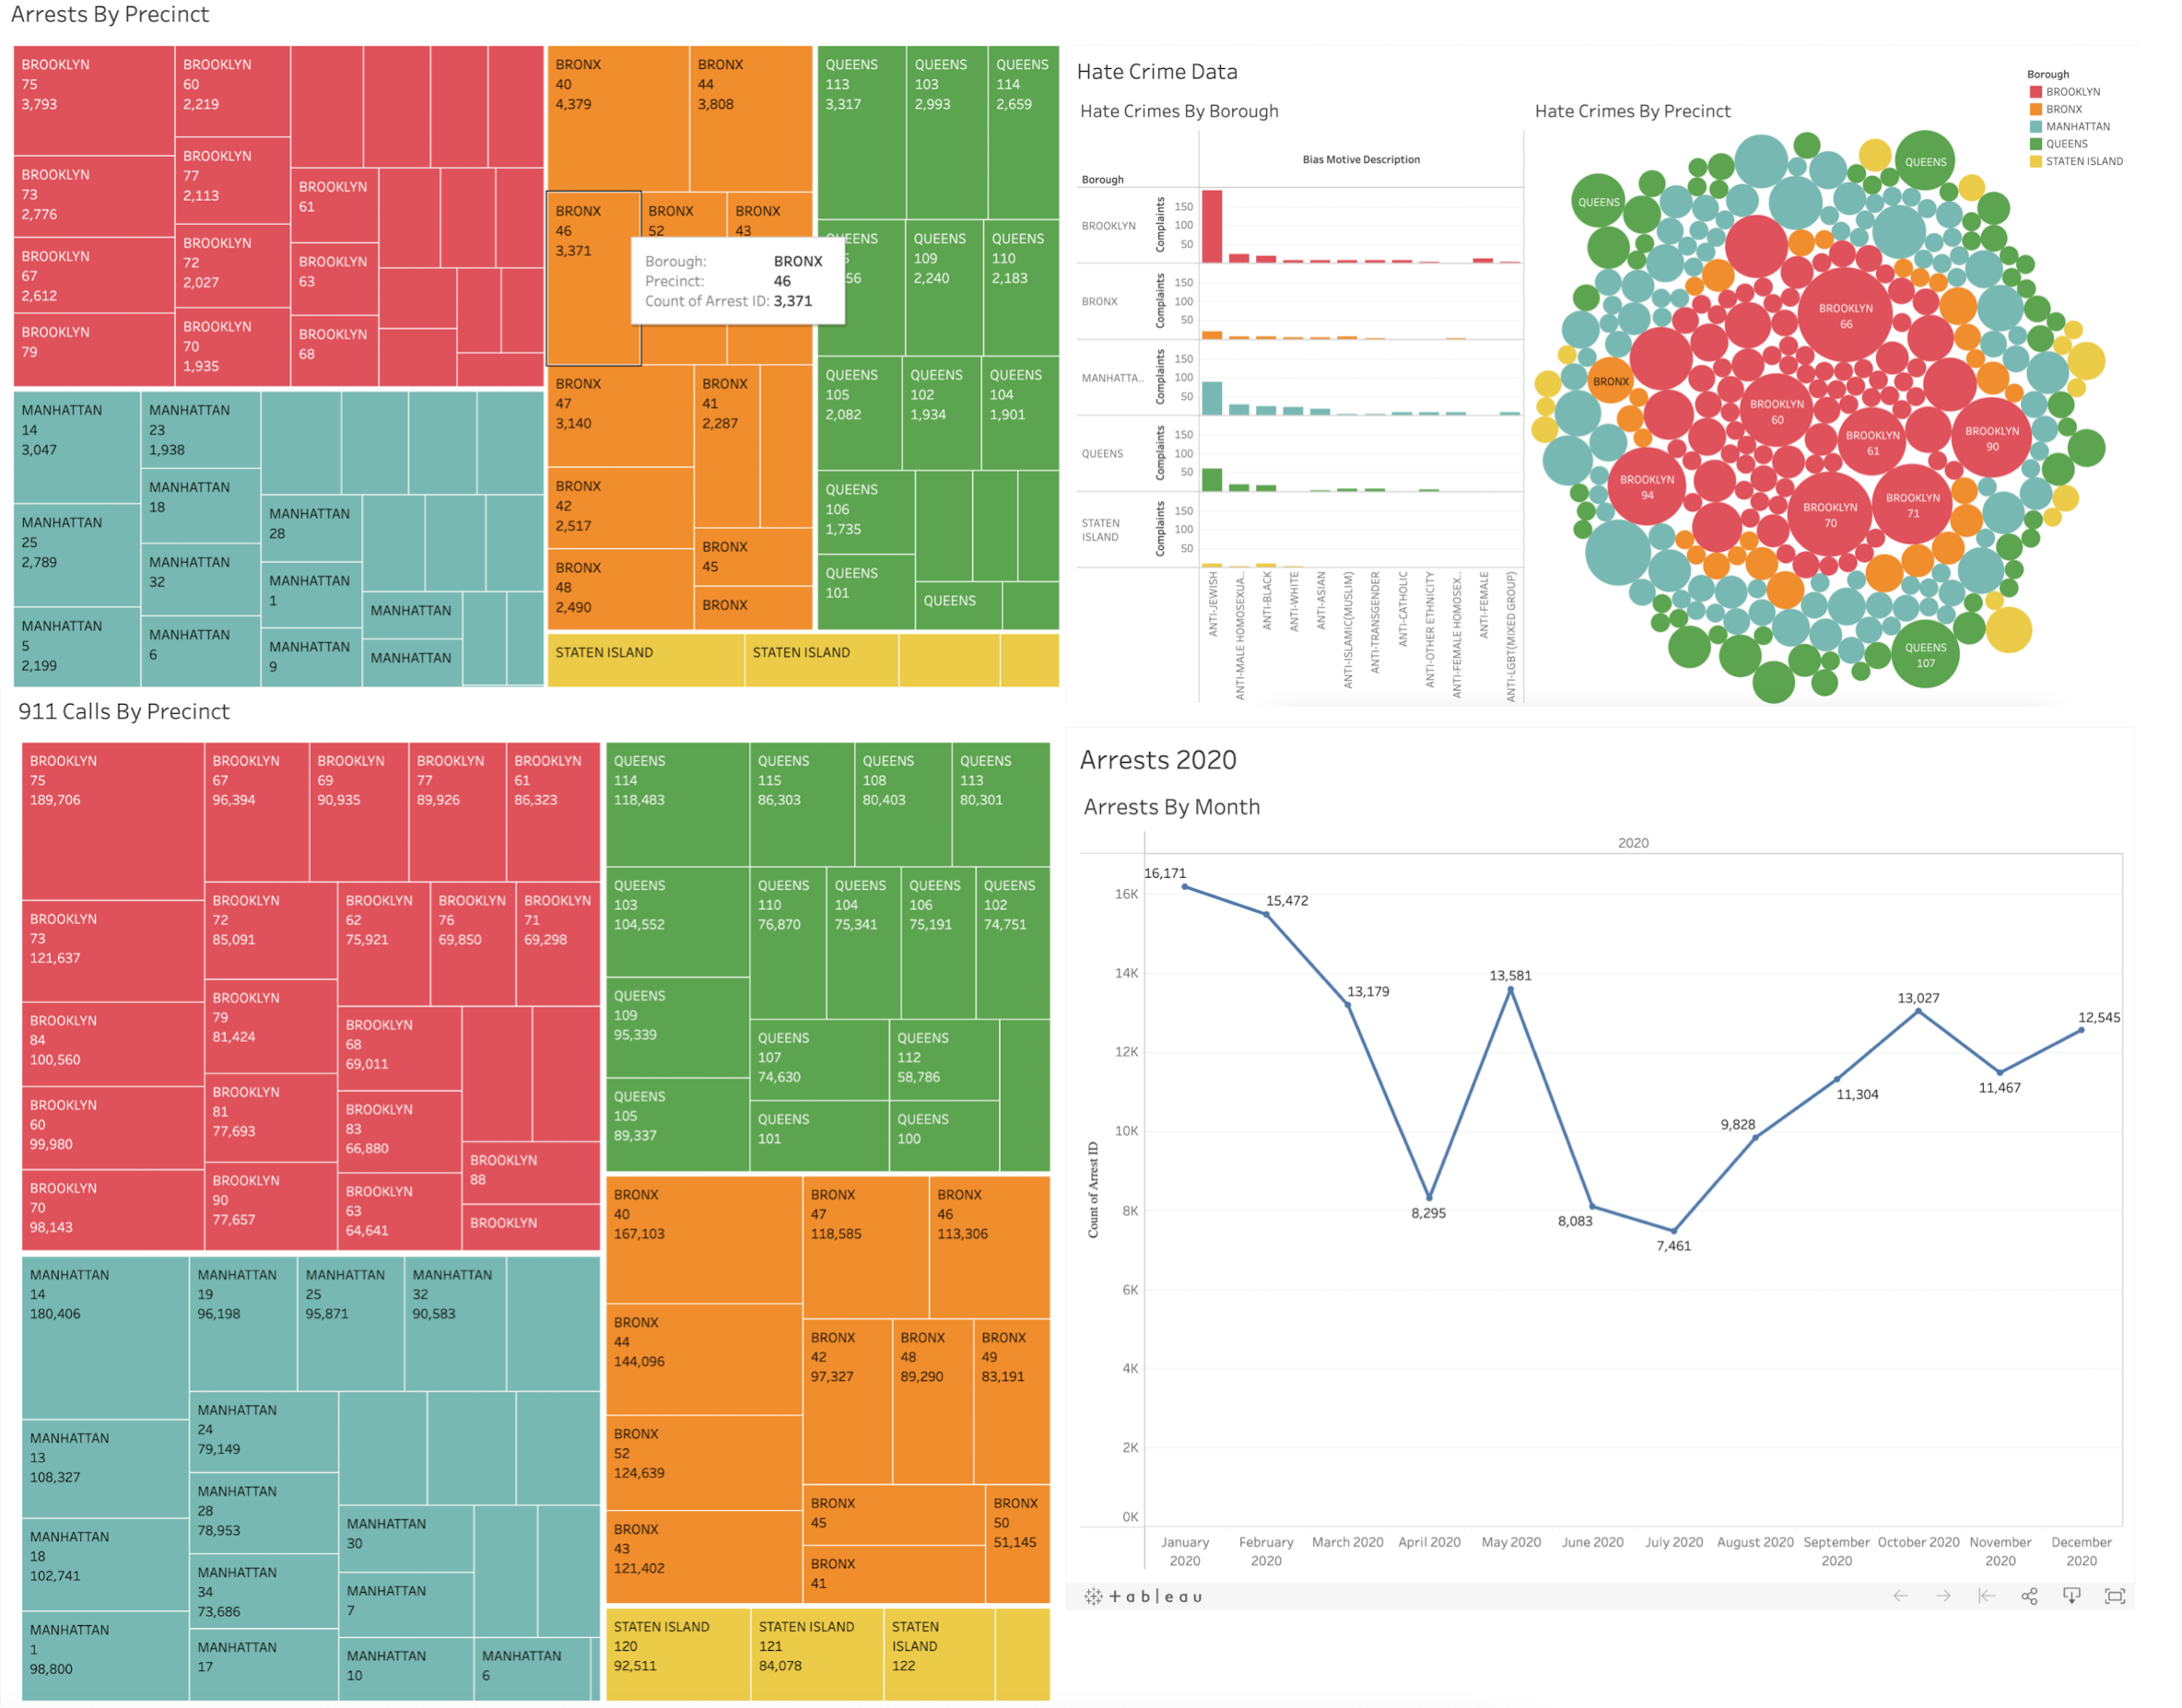 Arrests By Precinct
BROOKLYN
75
3,793
BROOKLYN
60
2,219
BROOKLYN
73
2,776
BROOKLYN
77
2,113
BROOKLYN
61
BROOKLYN
67
2,612
BROOKLYN
72
2,027
BROOKLYN
63
BROOKLYN
79
BROOKLYN
70
1,935
BROOKLYN
68
BRONX
40
4,379
BRONX
44
3,808
BRONX
46
3,371
BRONX
52
BRONX
43
Borough: BRONX
Precinct: 46
Count of Arrest ID: 3,371
BRONX
47
3,140
BRONX
41
2,287
BRONX
42
2,517
BRONX
45
BRONX
48
2,490
BRONX
QUEENS
113
3,317
QUEENS
103
2,993
QUEENS
114
2,659
QUEENS
109
2,240
QUEENS
110
2,183
QUEENS
105
2,082
QUEENS
102
1,934
QUEENS
104
1,901
QUEENS
106
1,735
QUEENS
101
QUEENS
MANHATTAN
14
3,047
MANHATTAN
23
1,938
MANHATTAN
18
MANHATTAN
25
2,789
MANHATTAN
28
MANHATTAN
32
MANHATTAN
1
MANHATTAN
5
2,199
MANHATTAN
6
MANHATTAN
9
MANHATTAN
MANHATTAN
STATEN ISLAND
STATEN ISLAND
Hate Crime Data
Hate Crimes By Borough
Bias Motive Description
Borough
BROOKLYN
Complaints
150
100
50
BRONX
Complaints
150
100
50
MANHATTA..
Complaints
150
100
50
QUEENS
Complaints
150
100
50
STATEN
ISLAND
Complaints
150
100
50
ANTI-JEWISH
ANTI-MALE HOMOSEXUA..
ANTI-BLACK
ANTI-WHITE
ANTI-ASIAN
ANTI-ISLAMIC(MUSLIM)
ANTI-TRANSGENDER
ANTI-CATHOLIC
ANTI-OTHER ETHNICITY
ANTI-FEMALE HOMOSEX..
ANTI-FEMALE
ANTI-LGBT(MIXED GROUP)
Hate Crimes By Precinct
Borough
BROOKLYN
BRONX
MANHATTAN
QUEENS
STATEN ISLAND
QUEENS
QUEENS
BROOKLYN
66
BRONX
BROOKLYN
60
BROOKLYN
61
BROOKLYN
90
BROOKLYN
94
BROOKLYN
70
BROOKLYN
71
QUEENS
107
911 Calls By Precinct
BROOKLYN
75
189,706
BROOKLYN
67
96,394
BROOKLYN
69
90,935
BROOKLYN
77
89,926
BROOKLYN
61
86,323
BROOKLYN
73
121,637
BROOKLYN
72
85,091
BROOKLYN
62
75,921
BROOKLYN
76
69,850
BROOKLYN
71
69,298
BROOKLYN
84
100,560
BROOKLYN
79
81,424
BROOKLYN
68
69,011
BROOKLYN
60
99,980
BROOKLYN
81
77,693
BROOKLYN
83
66,880
BROOKLYN
88
BROOKLYN
70
98,143
BROOKLYN
90
77,657
BROOKLYN
63
64,641
BROOKLYN
QUEENS
114
118,483
QUEENS
115
86,303
QUEENS
108
80,403
QUEENS
113
80,301
QUEENS
103
104,552
QUEENS
110
76,870
QUEENS
104
75,341
QUEENS
106
75,191
QUEENS
102
74,751
QUEENS
109
95,339
QUEENS
107
74,630
QUEENS
112
58,786
QUEENS
105
89,337
QUEENS
101
QUEENS
100
MANHATTAN
14
180,406
MANHATTAN
19
96,198
MANHATTAN
25
95,871
MANHATTAN
32
90,583
MANHATTAN
13
108,327
MANHATTAN
24
79,149
MANHATTAN
28
78,953
MANHATTAN
30
MANHATTAN
18
102,741
MANHATTAN
34
73,686
MANHATTAN
7
MANHATTAN
1
98,800
MANHATTAN
17
MANHATTAN
10
MANHATTAN
6
BRONX
40
167,103
BRONX
47
118,585
BRONX
46
113,306
BRONX
44
144,096
BRONX
42
97,327
BRONX
48
89,290
BRONX
49
83,191
BRONX
52
124,639
BRONX
45
BRONX
50
51,145
BRONX
43
121,402
BRONX
41
STATEN ISLAND
120
92,511
STATEN ISLAND
121
84,078
STATEN
ISLAND
122
Arrests 2020
Arrests By Month
2020
Count of Arrest ID
16K
14K
12K
10K
8K
6K
4K
2K
0K
16,171
15,472
13,179
8,295
13,581
8,083
7,461
9,828
11,304
13,027
11,467
12,545
January
2020
February
2020
March 2020
April 2020
May 2020
June 2020
July 2020
August 2020
September
2020
October 2020
November
2020
December
2020
+ableau